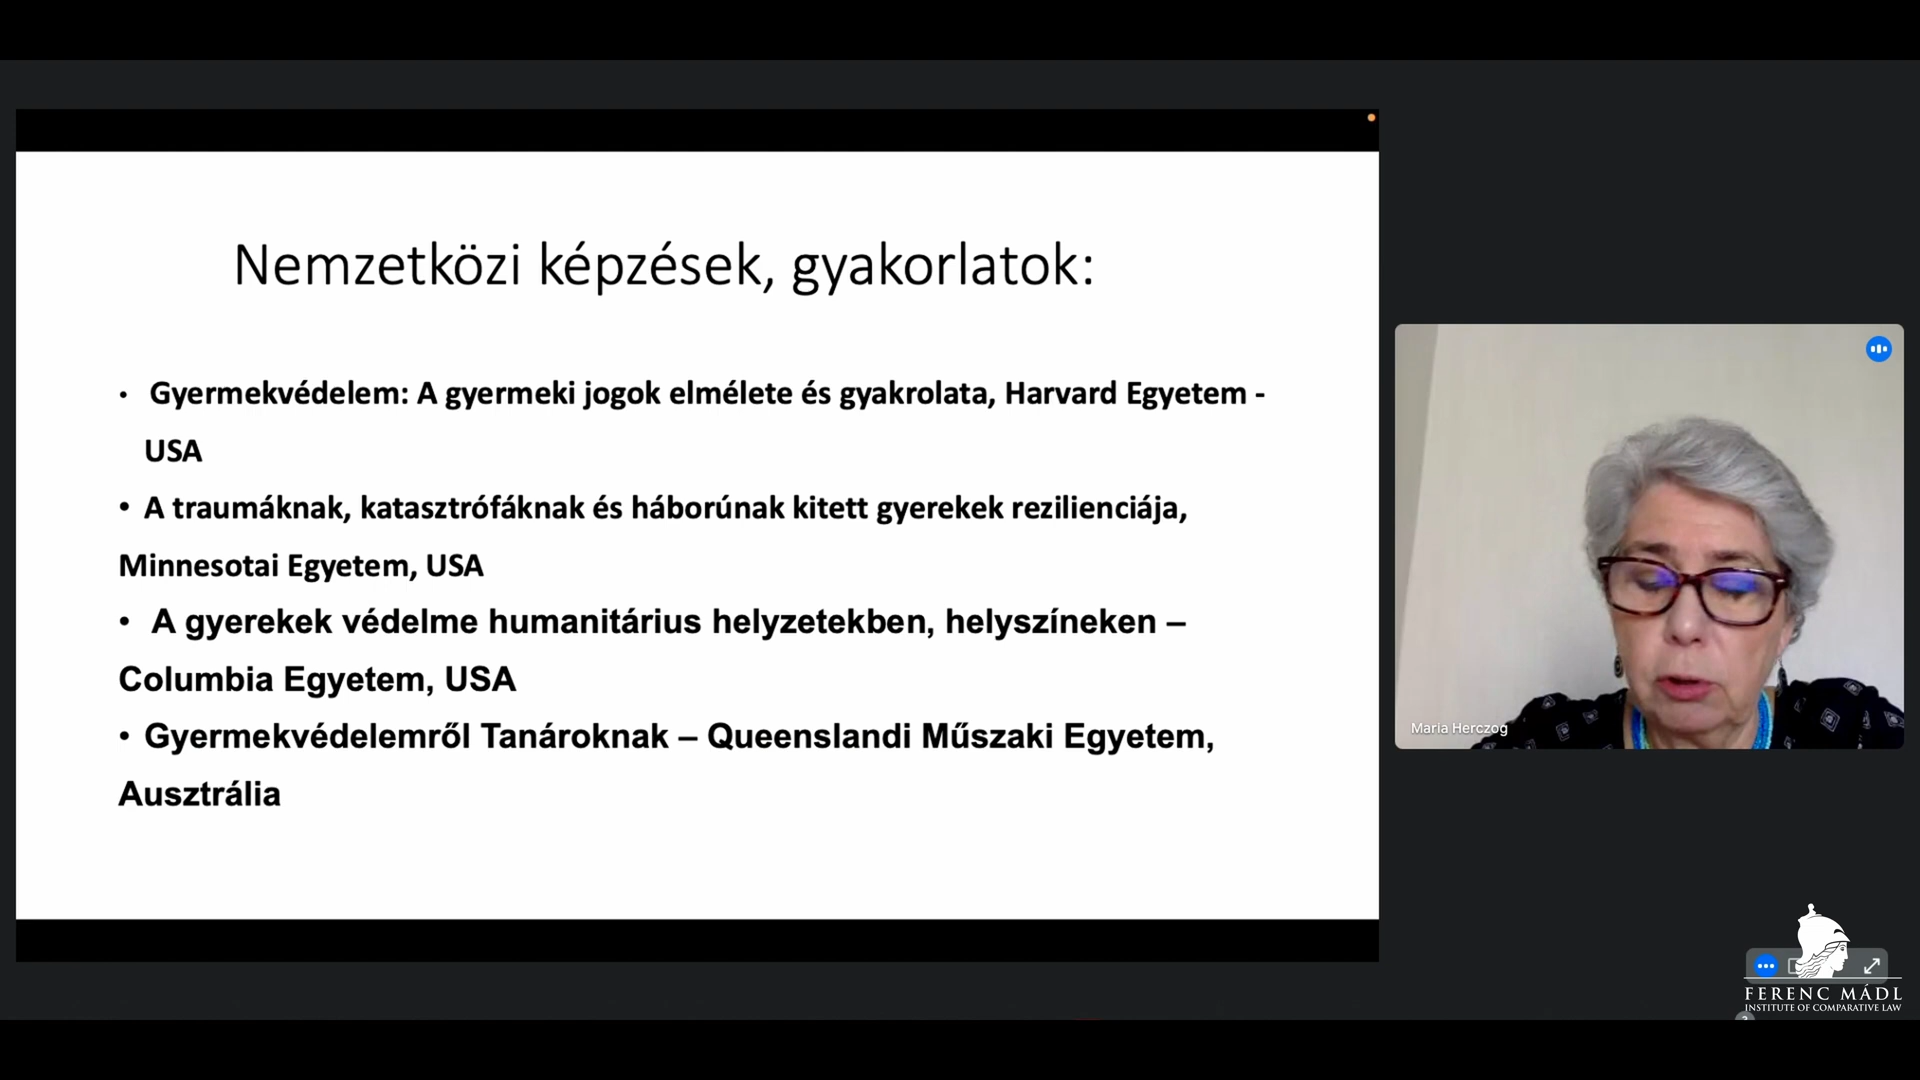 Nemzetközi képzések, gyakorlatok:
• Gyermekvédelem: A gyermeki jogok elmélete és gyakrolata, Harvard Egyetem -
USA
• A traumáknak, katasztrófáknak és háborúnak kitett gyerekek rezilienciája,
Minnesotai Egyetem, USA
• A gyerekek védelme humanitárius helyzetekben, helyszíneken –
Columbia Egyetem, USA
• Gyermekvédelemről Tanároknak – Queenslandi Műszaki Egyetem,
Ausztrália
Maria Herczog
FERENC MÁDL
INSTITUTE OF COMPARATIVE LAW